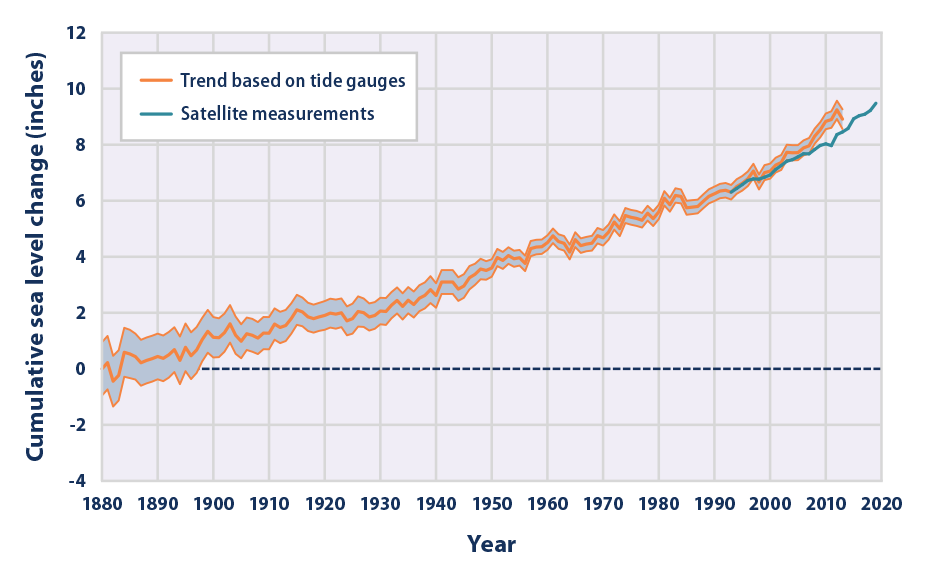 Cumulative sea level change (inches)
12
10
8
6
4
2
0
-2
-4
Trend based on tide gauges
Satellite measurements
1880 1890 1900 1910 1920 1930 1940 1950 1960 1970 1980 1990 2000 2010 2020
Year